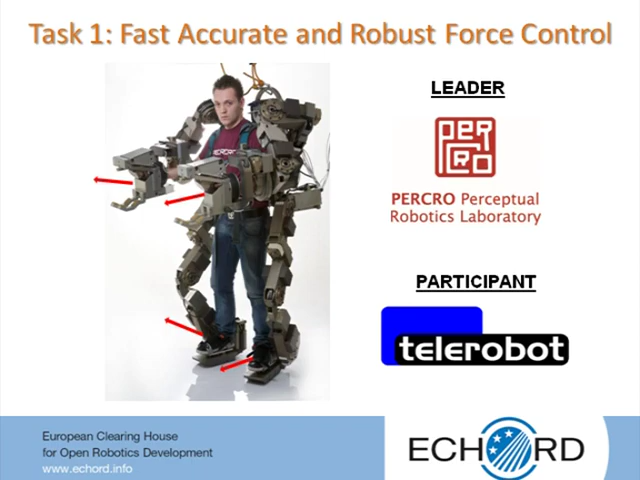 Task 1: Fast Accurate and Robust Force Control
LEADER
PERCRO
PERCRO Perceptual
Robotics Laboratory
PARTICIPANT
telerobot
European Clearing House
for Open Robotics Development
www.echord.info
ECHORD